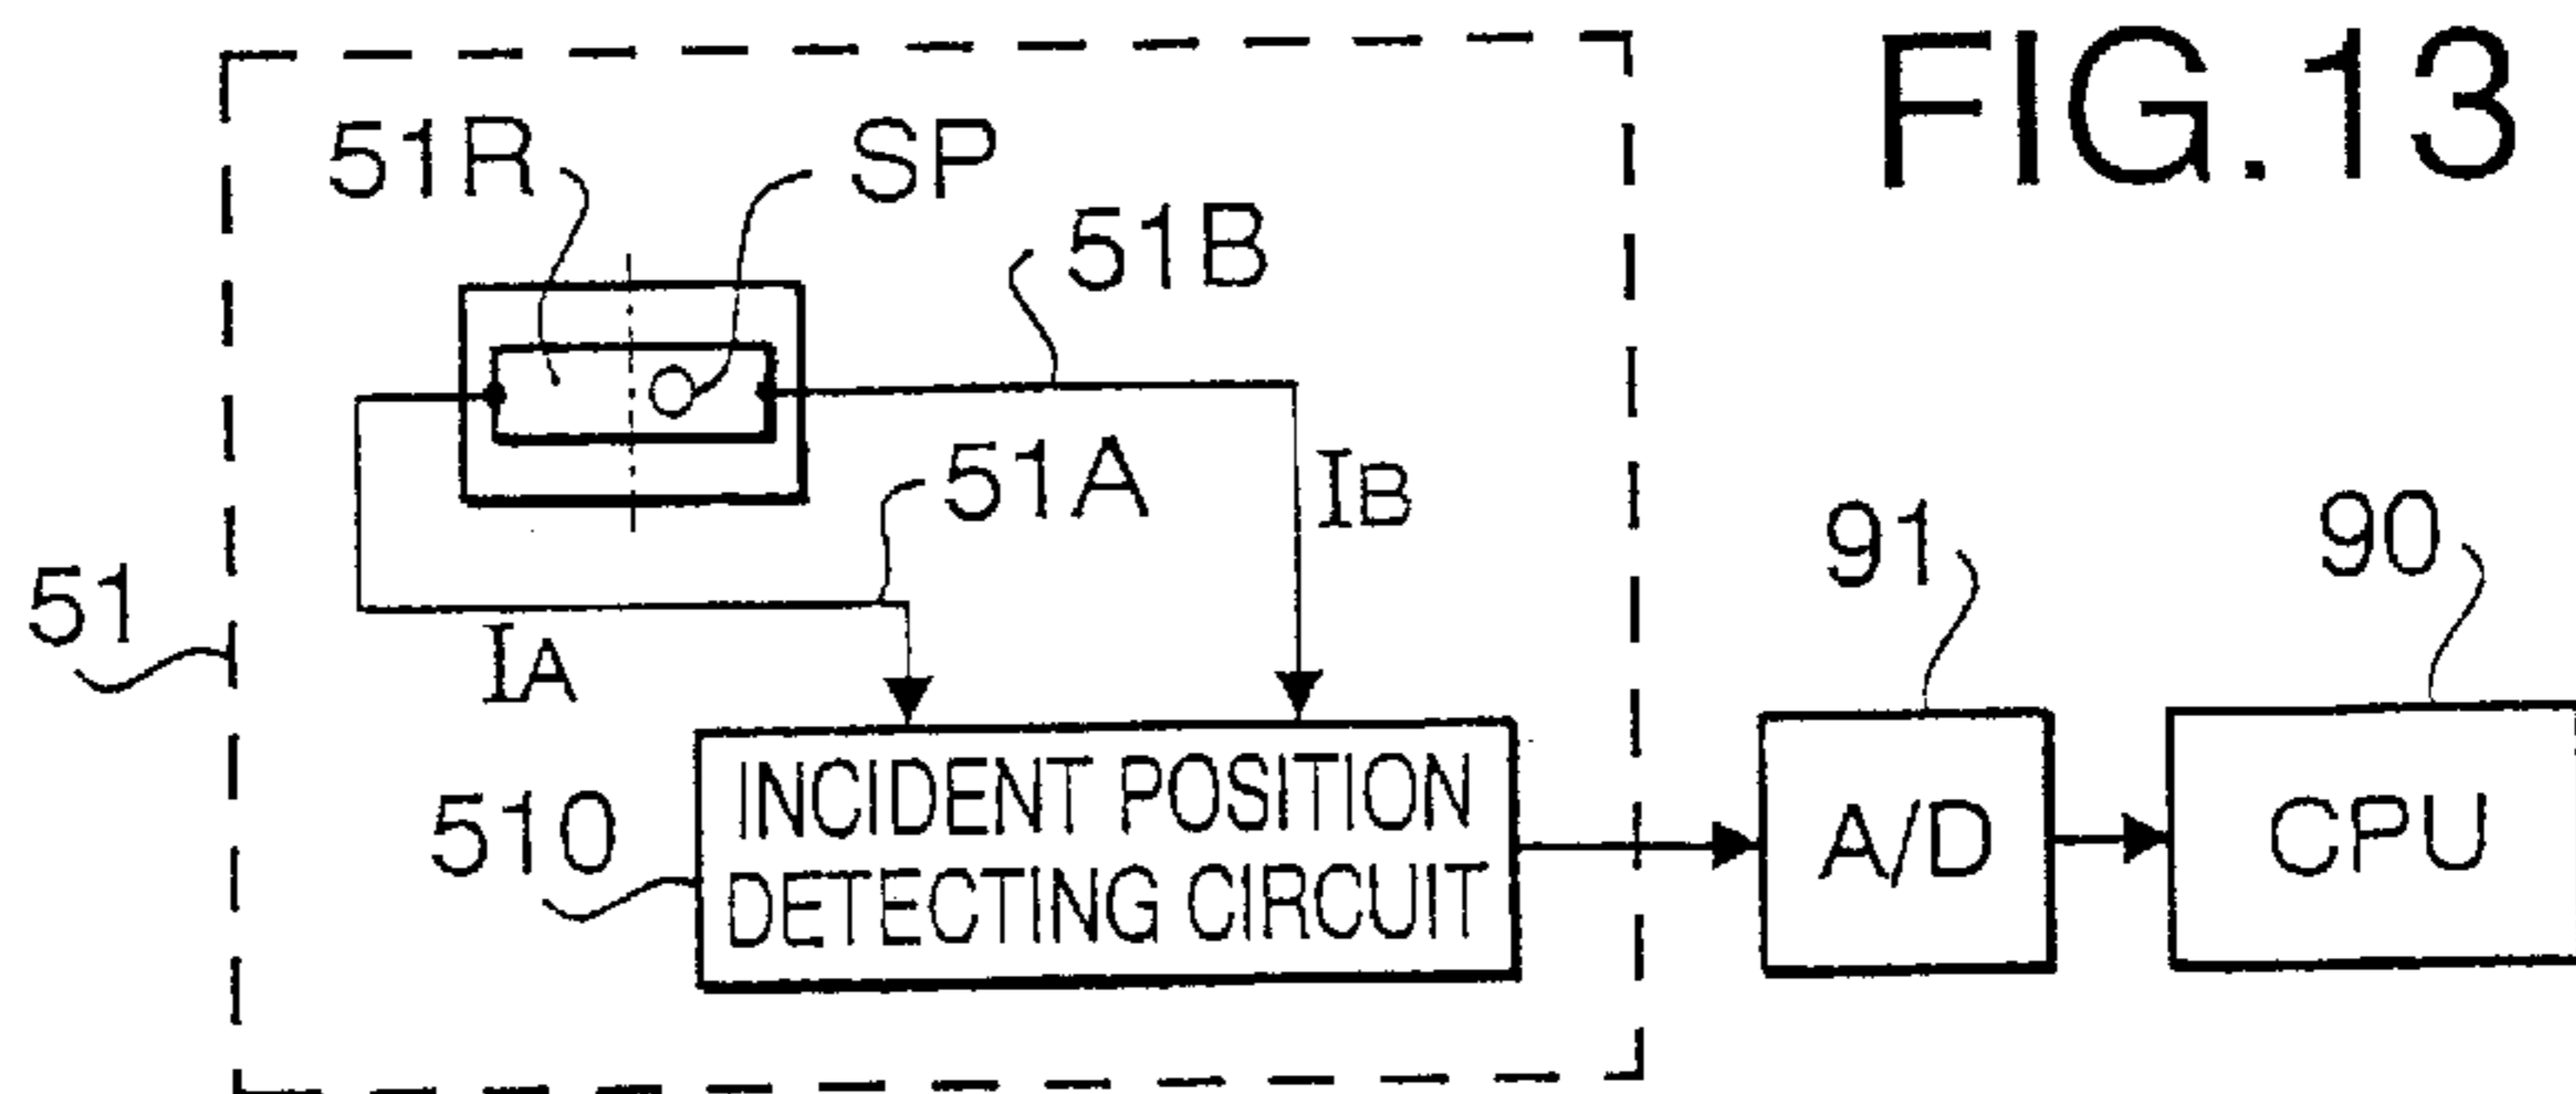 FIG.13
51R
SP
51B
51A
IB
IA
51
91
90
510
INCIDENT POSITION
DETECTING CIRCUIT
A/D
CPU